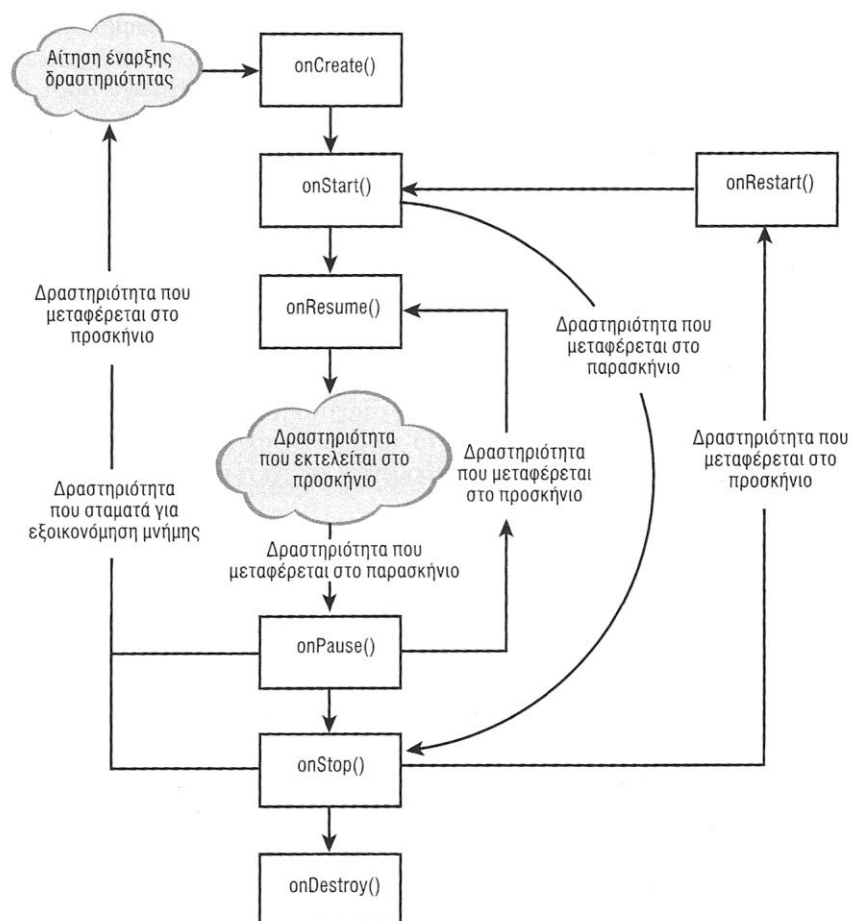 Αίτηση έναρξης
δραστηριότητας
onCreate()
onStart()
onRestart()
Δραστηριότητα που
μεταφέρεται στο
προσκήνιο
onResume()
Δραστηριότητα που
μεταφέρεται στο
παρασκήνιο
Δραστηριότητα
που εκτελείται στο
προσκήνιο
Δραστηριότητα
που μεταφέρεται
στο προσκήνιο
Δραστηριότητα που
μεταφέρεται στο
προσκήνιο
Δραστηριότητα
που σταματά για
εξοικονόμηση μνήμης
Δραστηριότητα που
μεταφέρεται στο παρασκήνιο
onPause()
onStop()
onDestroy()